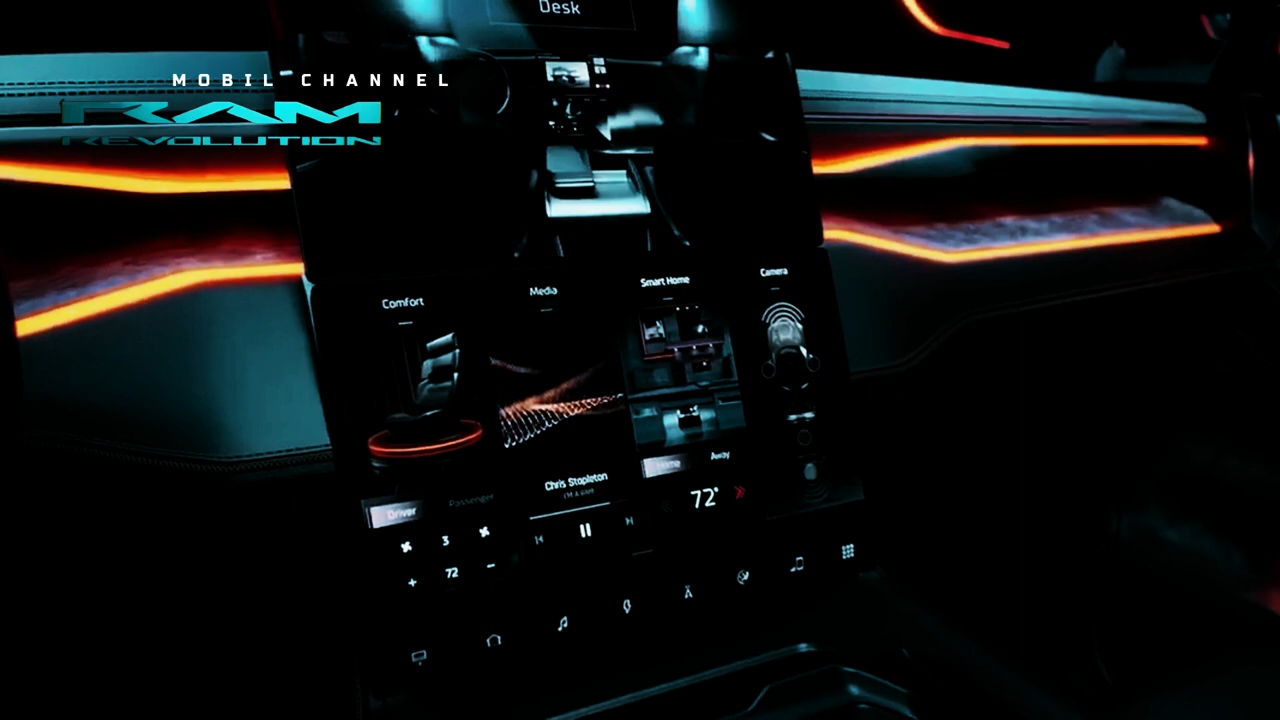 Desk
MOBIL CHANNEL
RAM
REVOLUTION
Comfort
Media
Smart Home
Camera
Chris Stapleton
Home
Away
72°
Driver
Passenger
3
+ 72 −